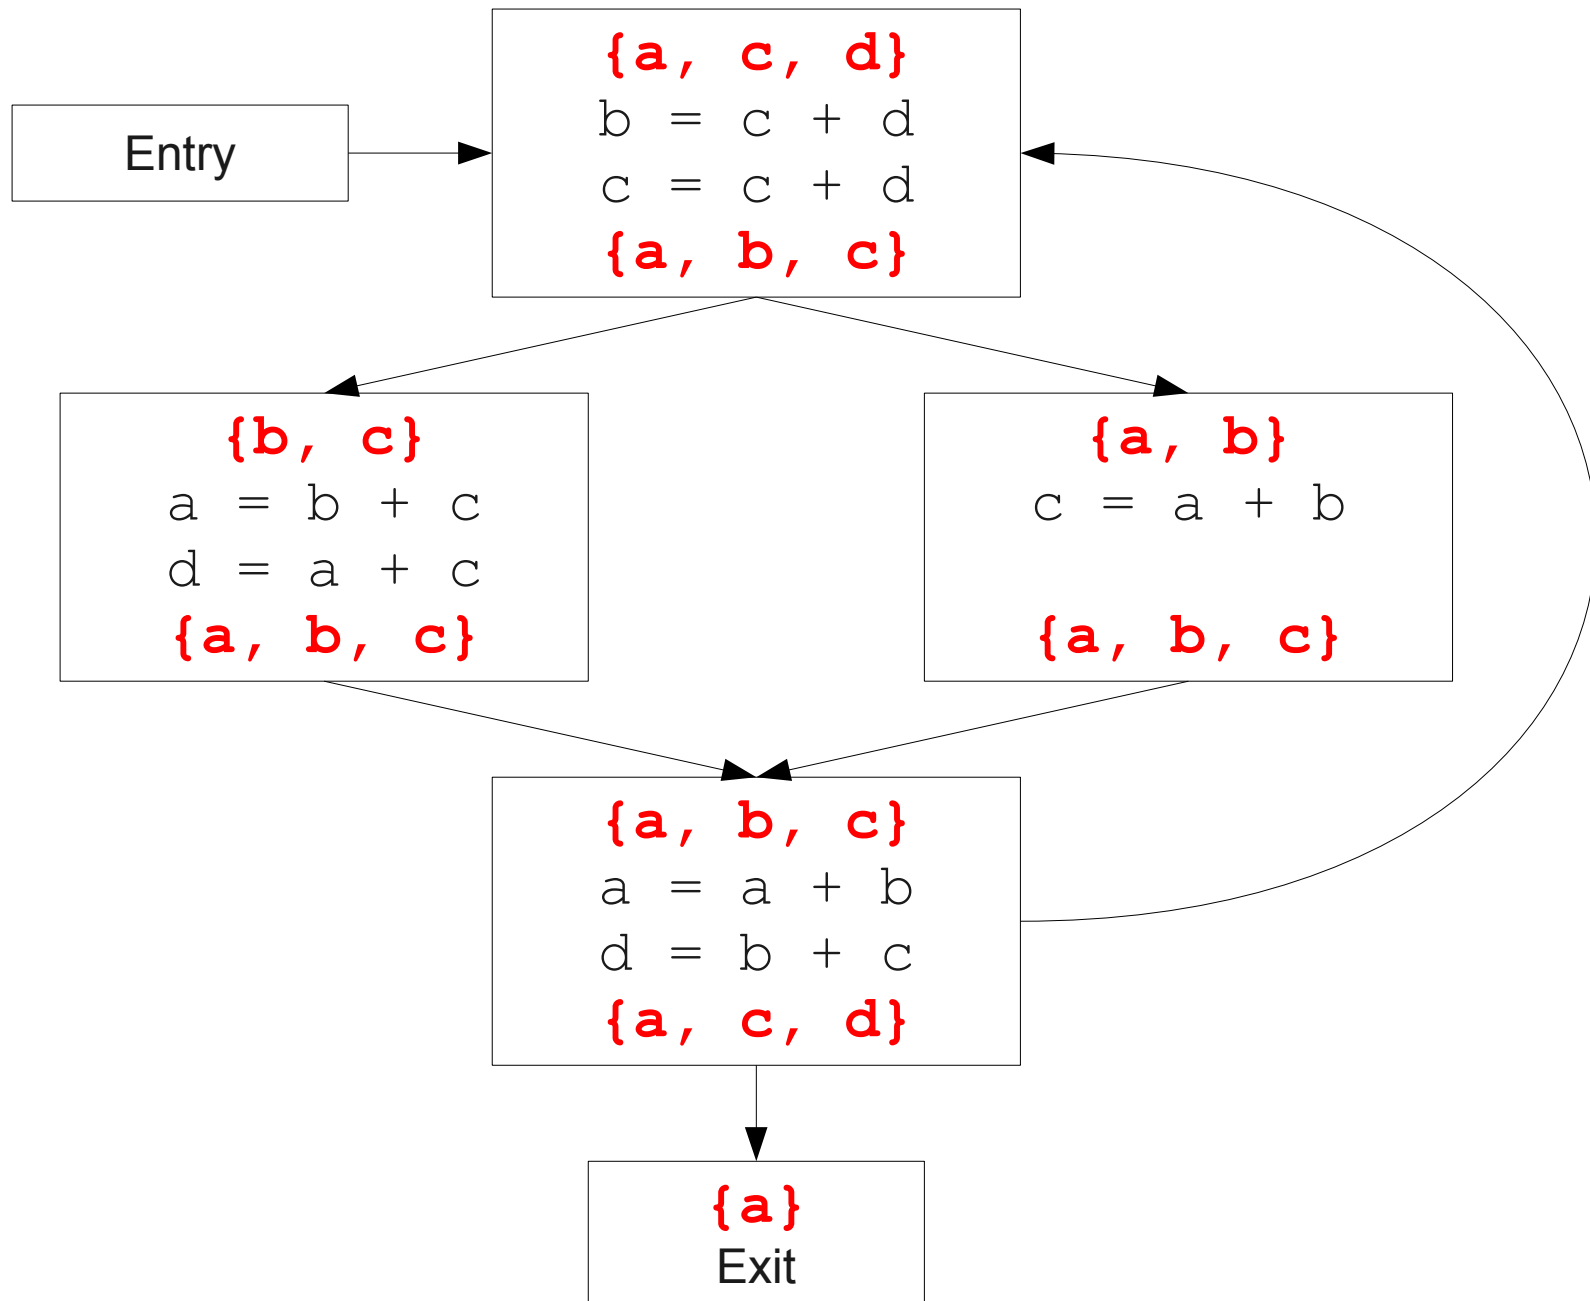 {a, c, d}
Entry
b = c + d
c = c + d
{a, b, c}
{b, c}
a = b + c
d = a + c
{a, b, c}
{a, b}
c = a + b
{a, b, c}
{a, b, c}
a = a + b
d = b + c
{a, c, d}
{a}
Exit